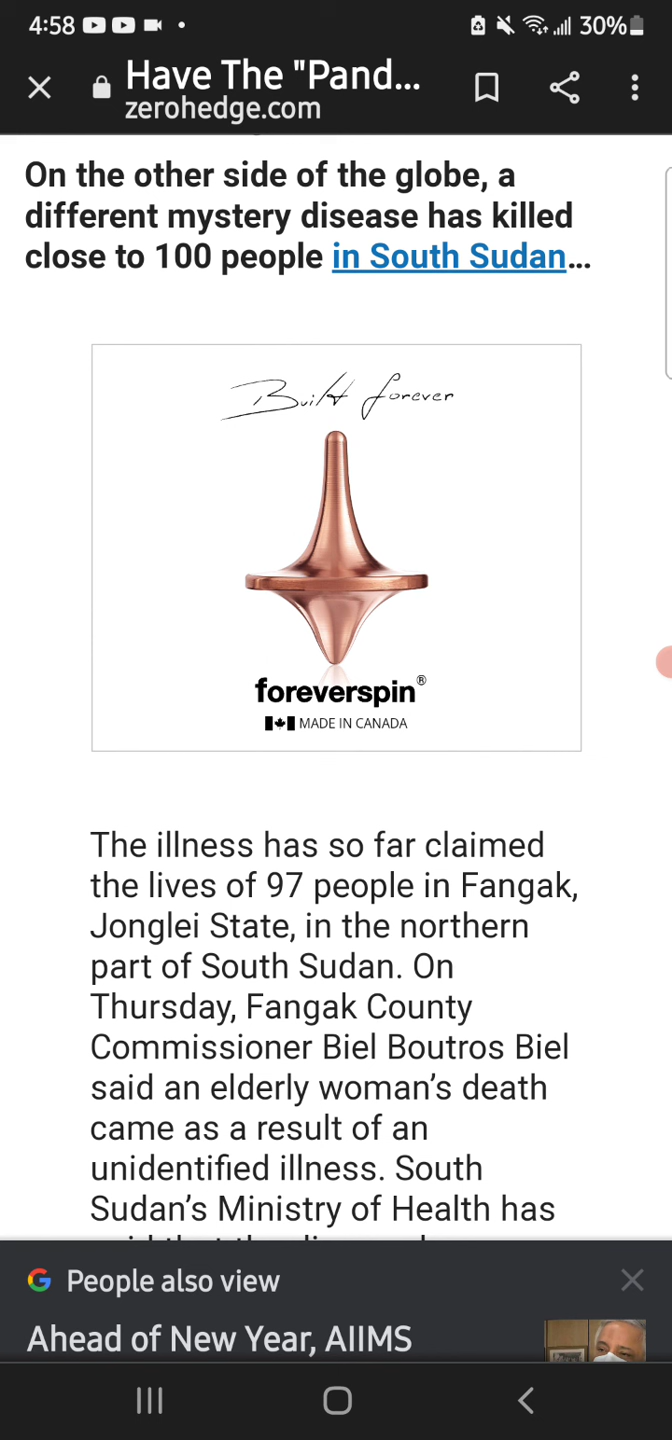 4:58
30%
Have The "Pand...
zerohedge.com
On the other side of the globe, a
different mystery disease has killed
close to 100 people in South Sudan...
Built forever
foreverspin®
MADE IN CANADA
The illness has so far claimed
the lives of 97 people in Fangak,
Jonglei State, in the northern
part of South Sudan. On
Thursday, Fangak County
Commissioner Biel Boutros Biel
said an elderly woman’s death
came as a result of an
unidentified illness. South
Sudan’s Ministry of Health has
G People also view
Ahead of New Year, AIIMS